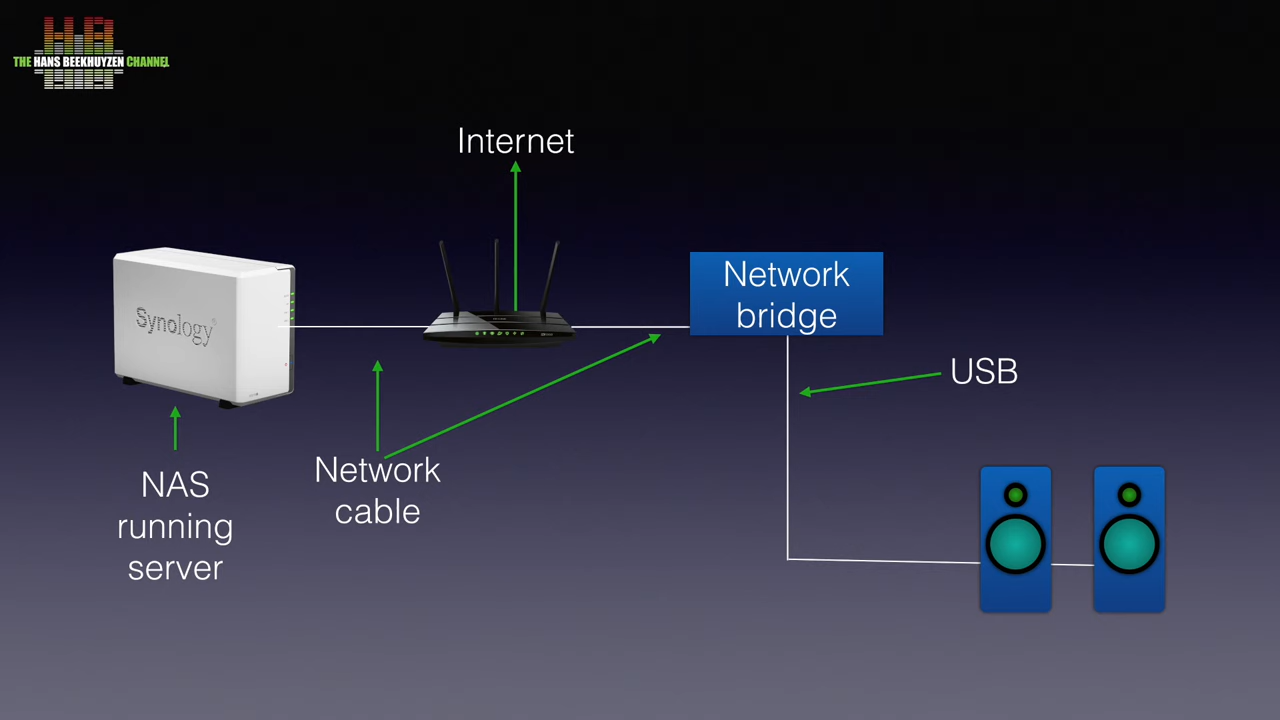 THE HANS BEEKHUYZEN CHANNEL
Internet
Synology
Network
bridge
USB
Network
cable
NAS
running
server